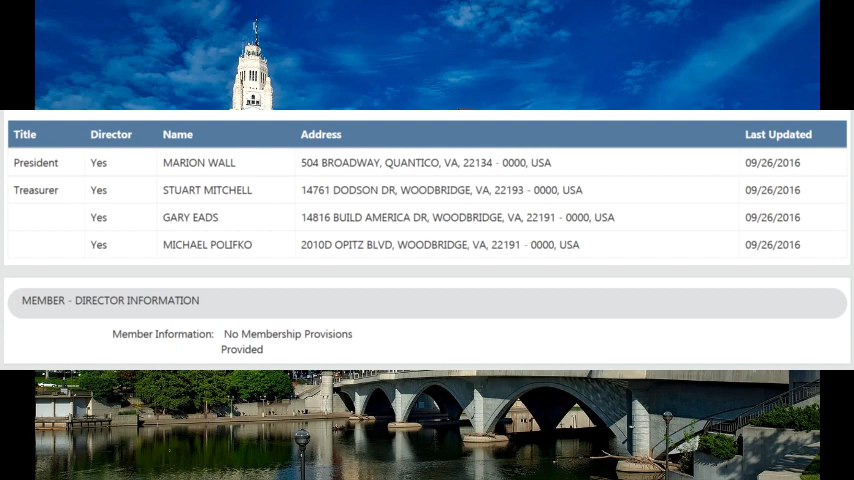 Title Director Name Address Last Updated
President Yes MARION WALL 504 BROADWAY, QUANTICO, VA, 22134 - 0000, USA 09/26/2016
Treasurer Yes STUART MITCHELL 14761 DODSON DR, WOODBRIDGE, VA, 22193 - 0000, USA 09/26/2016
Yes GARY EADS 14816 BUILD AMERICA DR, WOODBRIDGE, VA, 22191 - 0000, USA 09/26/2016
Yes MICHAEL POLIFKO 2010D OPITZ BLVD, WOODBRIDGE, VA, 22191 - 0000, USA 09/26/2016
MEMBER - DIRECTOR INFORMATION
Member Information: No Membership Provisions
Provided